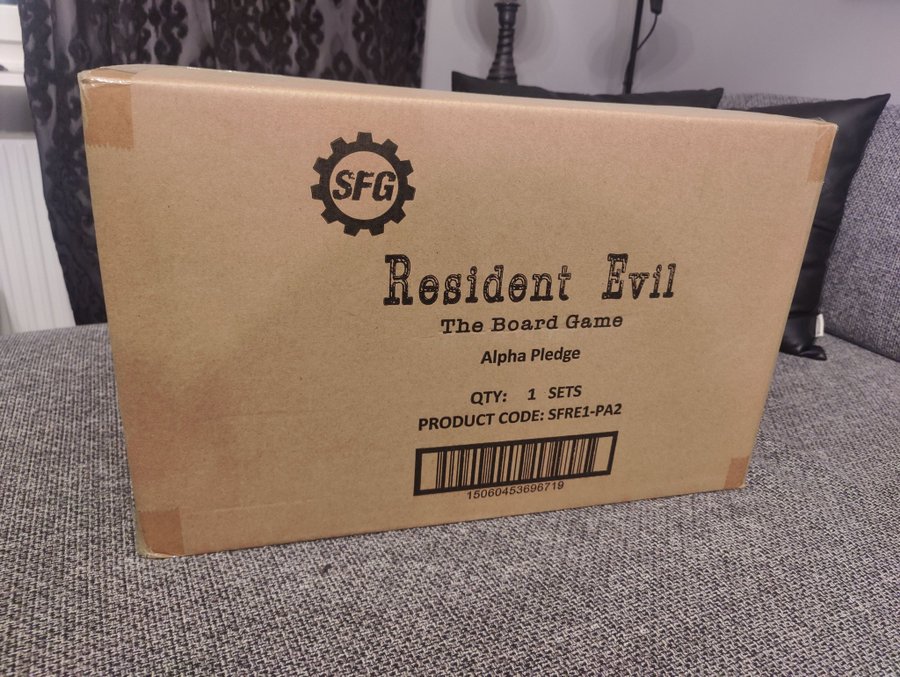 SFG
Resident Evil
The Board Game
Alpha Pledge
QTY: 1 SETS
PRODUCT CODE: SFRE1-PA2
15060453696719